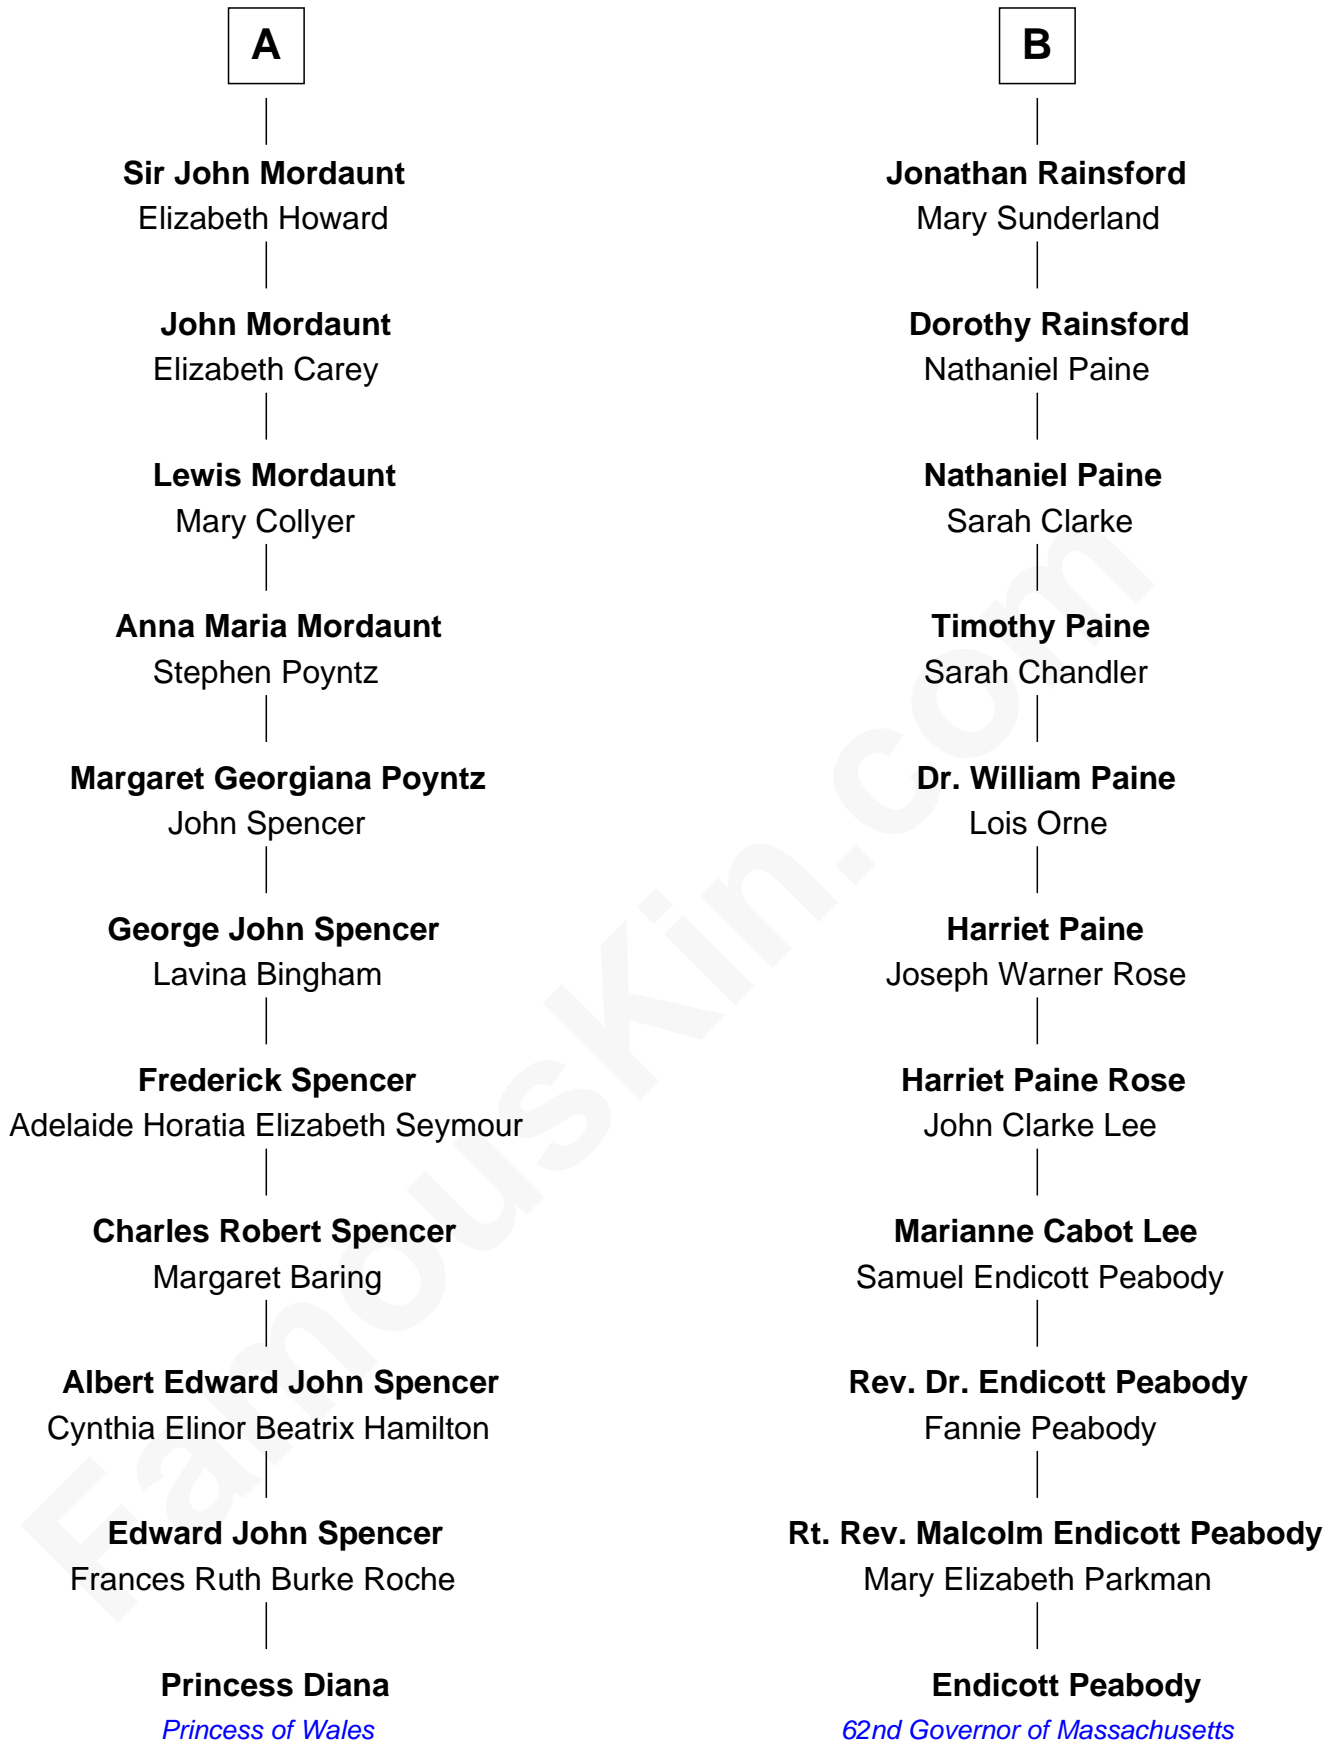 A
Sir John Mordaunt
Elizabeth Howard
John Mordaunt
Elizabeth Carey
Lewis Mordaunt
Mary Collyer
Anna Maria Mordaunt
Stephen Poyntz
Margaret Georgiana Poyntz
John Spencer
George John Spencer
Lavina Bingham
Frederick Spencer
Adelaide Horatia Elizabeth Seymour
Charles Robert Spencer
Margaret Baring
Albert Edward John Spencer
Cynthia Elinor Beatrix Hamilton
Edward John Spencer
Frances Ruth Burke Roche
Princess Diana
Princess of Wales
B
Jonathan Rainsford
Mary Sunderland
Dorothy Rainsford
Nathaniel Paine
Nathaniel Paine
Sarah Clarke
Timothy Paine
Sarah Chandler
Dr. William Paine
Lois Orne
Harriet Paine
Joseph Warner Rose
Harriet Paine Rose
John Clarke Lee
Marianne Cabot Lee
Samuel Endicott Peabody
Rev. Dr. Endicott Peabody
Fannie Peabody
Rt. Rev. Malcolm Endicott Peabody
Mary Elizabeth Parkman
Endicott Peabody
62nd Governor of Massachusetts
FamousKin.com